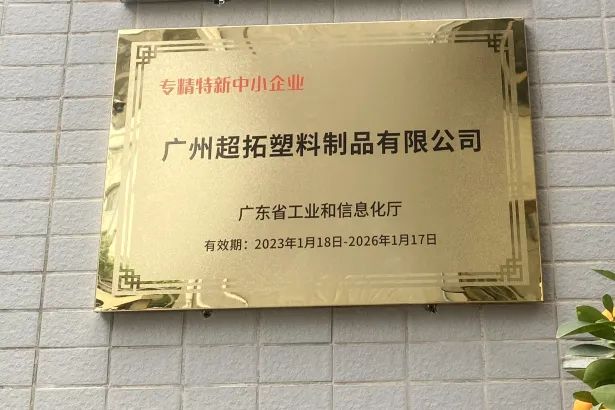 专精特新中小企业
广州超拓塑料制品有限公司
广东省工业和信息化厅
有效期：2023年1月18日-2026年1月17日